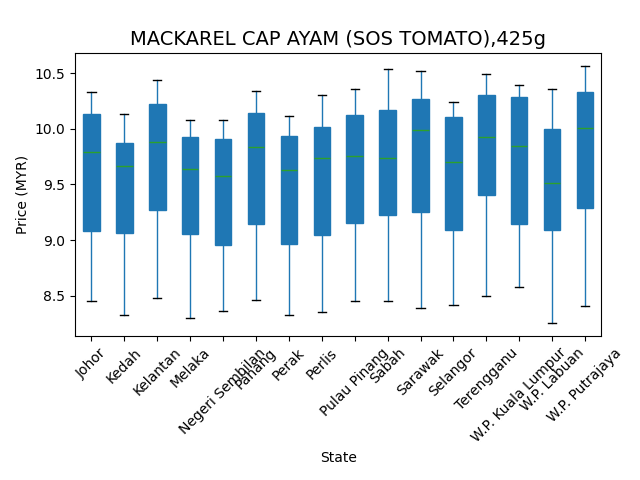 MACKAREL CAP AYAM (SOS TOMATO),425g
10.5
10.0
9.5
9.0
8.5
Price (MYR)
Johor
Kedah
Kelantan
Melaka
Negeri Sembilan
Pahang
Perak
Perlis
Pulau Pinang
Sabah
Sarawak
Selangor
Terengganu
W.P. Kuala Lumpur
W.P. Labuan
W.P. Putrajaya
State